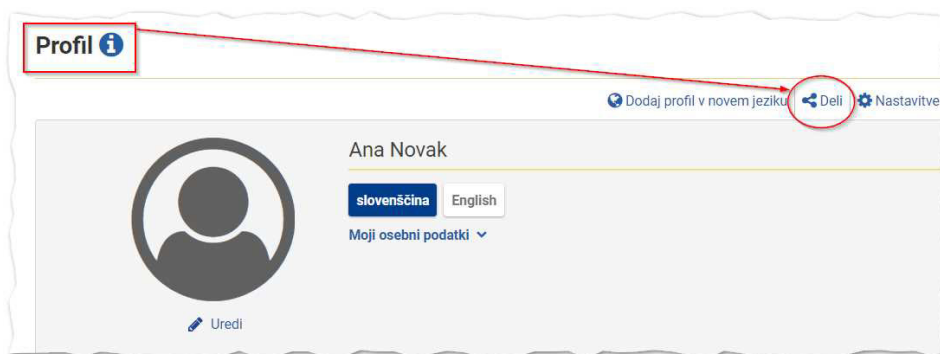 Profil
Dodaj profil v novem jeziku Deli Nastavitve
Ana Novak
slovenščina English
Moji osebni podatki
Uredi